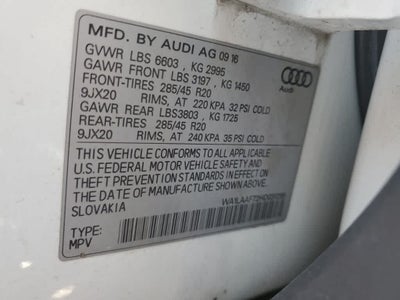 MFD. BY AUDI AG 09 16
GVWR LBS 6603 , KG 2995
GAWR FRONT LBS 3197 , KG 1450
FRONT-TIRES 285/45 R20
9JX20 RIMS, AT 220 KPA 32 PSI COLD
GAWR REAR LBS3803 , KG 1725
REAR-TIRES 285/45 R20
9JX20 RIMS, AT 240 KPA 35 PSI COLD
Audi
THIS VEHICLE CONFORMS TO ALL APPLICABLE
U.S. FEDERAL MOTOR VEHICLE SAFETY AND
THEFT PREVENTION STANDARDS IN EFFECT ON
THE DATE OF MANUFACTURE SHOWN ABOVE.
SLOVAKIA
TYPE:
MPV